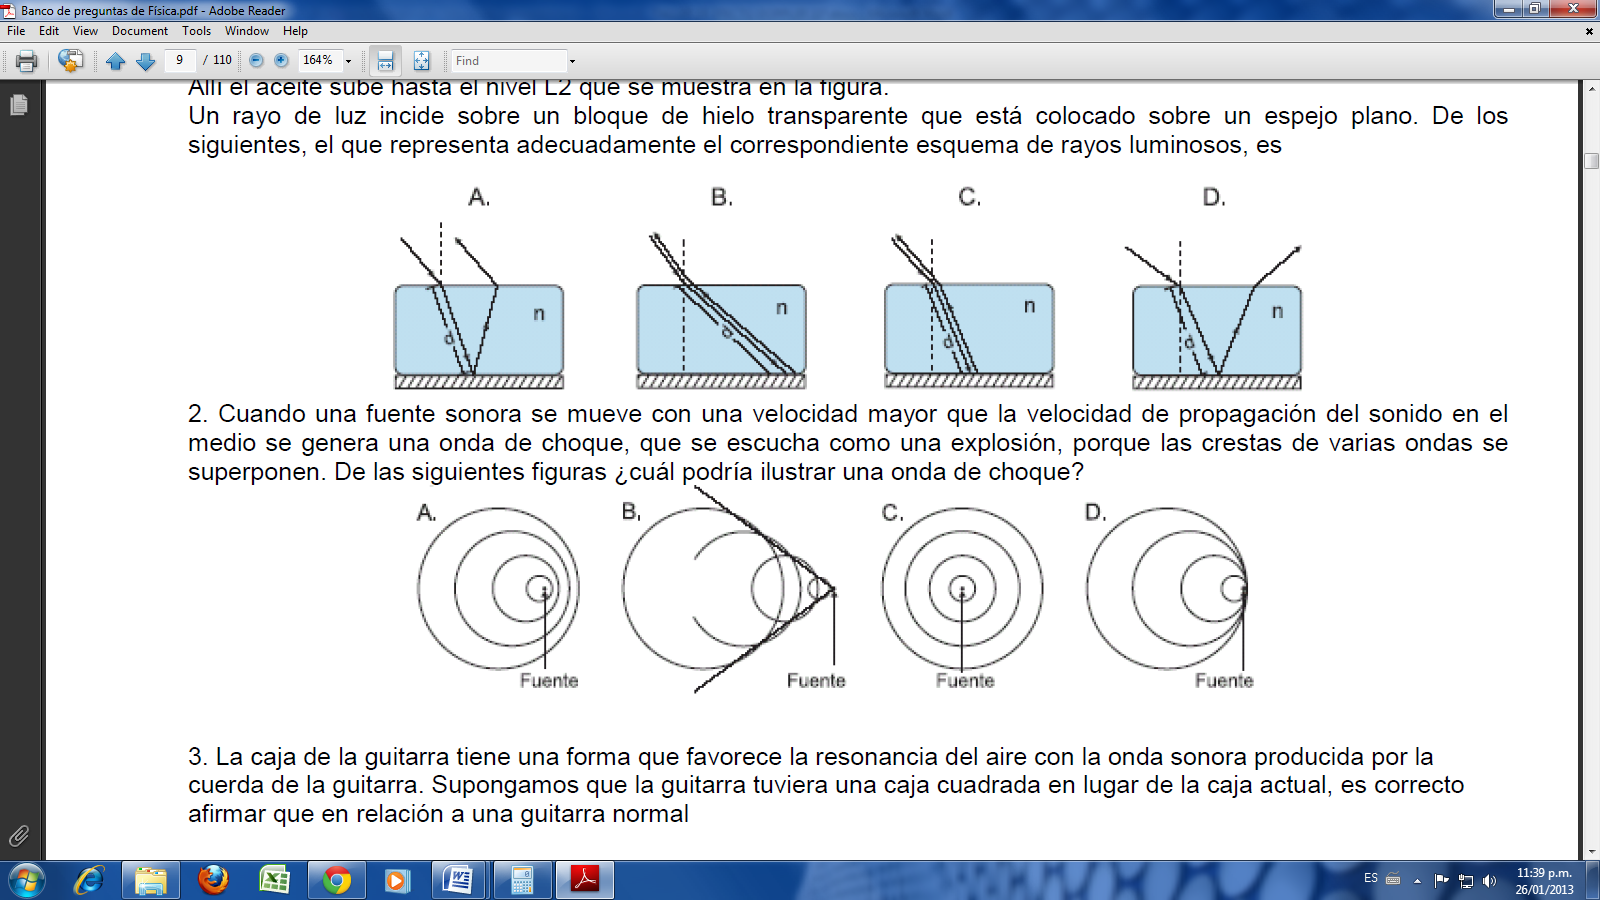 Banco de preguntas de Física.pdf - Adobe Reader
File Edit View Document Tools Window Help
9 / 110 164% Find
Allí el aceite sube hasta el nivel L2 que se muestra en la figura.
Un rayo de luz incide sobre un bloque de hielo transparente que está colocado sobre un espejo plano. De los
siguientes, el que representa adecuadamente el correspondiente esquema de rayos luminosos, es
A. B. C. D.
n n n n
d d d d
2. Cuando una fuente sonora se mueve con una velocidad mayor que la velocidad de propagación del sonido en el
medio se genera una onda de choque, que se escucha como una explosión, porque las crestas de varias ondas se
superponen. De las siguientes figuras ¿cuál podría ilustrar una onda de choque?
A. B. C. D.
Fuente Fuente Fuente Fuente
3. La caja de la guitarra tiene una forma que favorece la resonancia del aire con la onda sonora producida por la
cuerda de la guitarra. Supongamos que la guitarra tuviera una caja cuadrada en lugar de la caja actual, es correcto
afirmar que en relación a una guitarra normal
ES 11:39 p.m.
26/01/2013